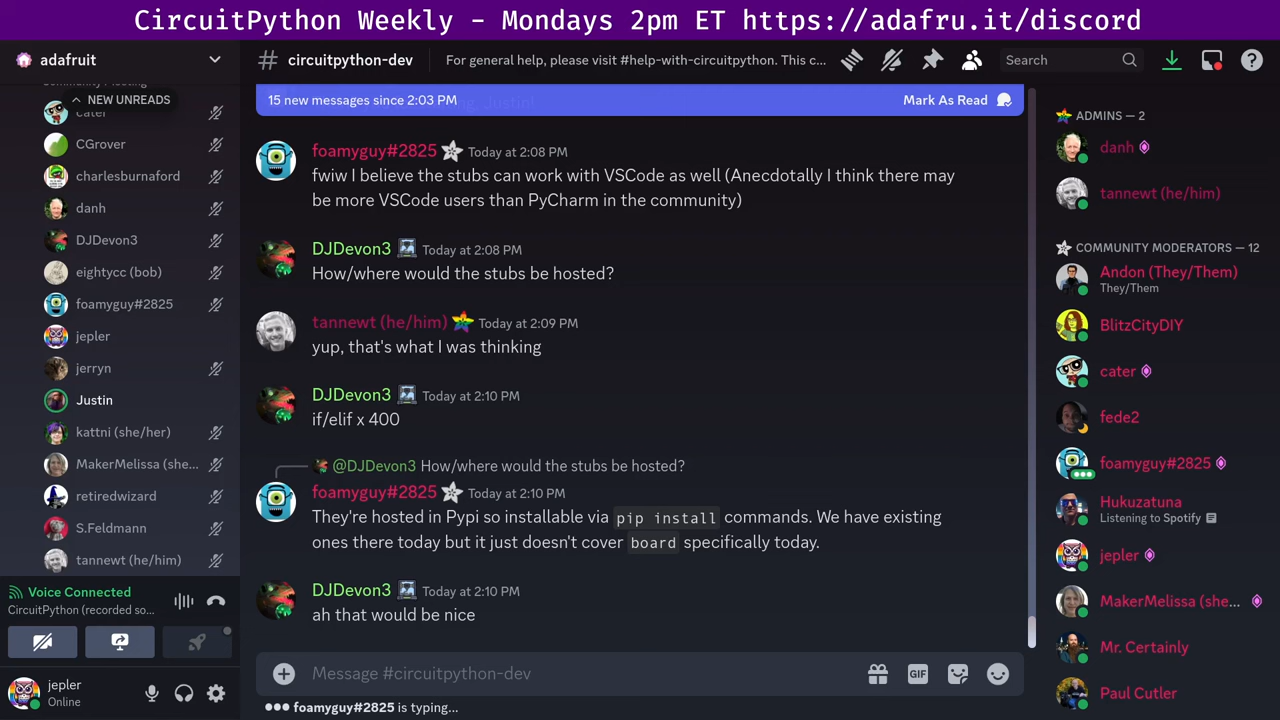 CircuitPython Weekly - Mondays 2pm ET https://adafru.it/discord
adafruit
NEW UNREADS
cater
CGrover
charlesburnaford
danh
DJDevon3
eightycc (bob)
foamyguy#2825
jepler
jerryn
Justin
kattni (she/her)
MakerMelissa (she...
retiredwizard
S.Feldmann
tannewt (he/him)
Voice Connected
CircuitPython (recorded so...
jepler
Online
circuitpython-dev
For general help, please visit #help-with-circuitpython. This c...
Search
15 new messages since 2:03 PM
Mark As Read
foamyguy#2825 Today at 2:08 PM
fwiw I believe the stubs can work with VSCode as well (Anecdotally I think there may
be more VSCode users than PyCharm in the community)
DJDevon3 Today at 2:08 PM
How/where would the stubs be hosted?
tannewt (he/him) Today at 2:09 PM
yup, that's what I was thinking
DJDevon3 Today at 2:10 PM
if/elif x 400
@DJDevon3 How/where would the stubs be hosted?
foamyguy#2825 Today at 2:10 PM
They're hosted in Pypi so installable via pip install commands. We have existing
ones there today but it just doesn't cover board specifically today.
DJDevon3 Today at 2:10 PM
ah that would be nice
Message #circuitpython-dev
GIF
foamyguy#2825 is typing...
ADMINS — 2
danh
tannewt (he/him)
COMMUNITY MODERATORS — 12
Andon (They/Them)
They/Them
BlitzCityDIY
cater
fede2
foamyguy#2825
Hukuzatuna
Listening to Spotify
jepler
MakerMelissa (she...
Mr. Certainly
Paul Cutler